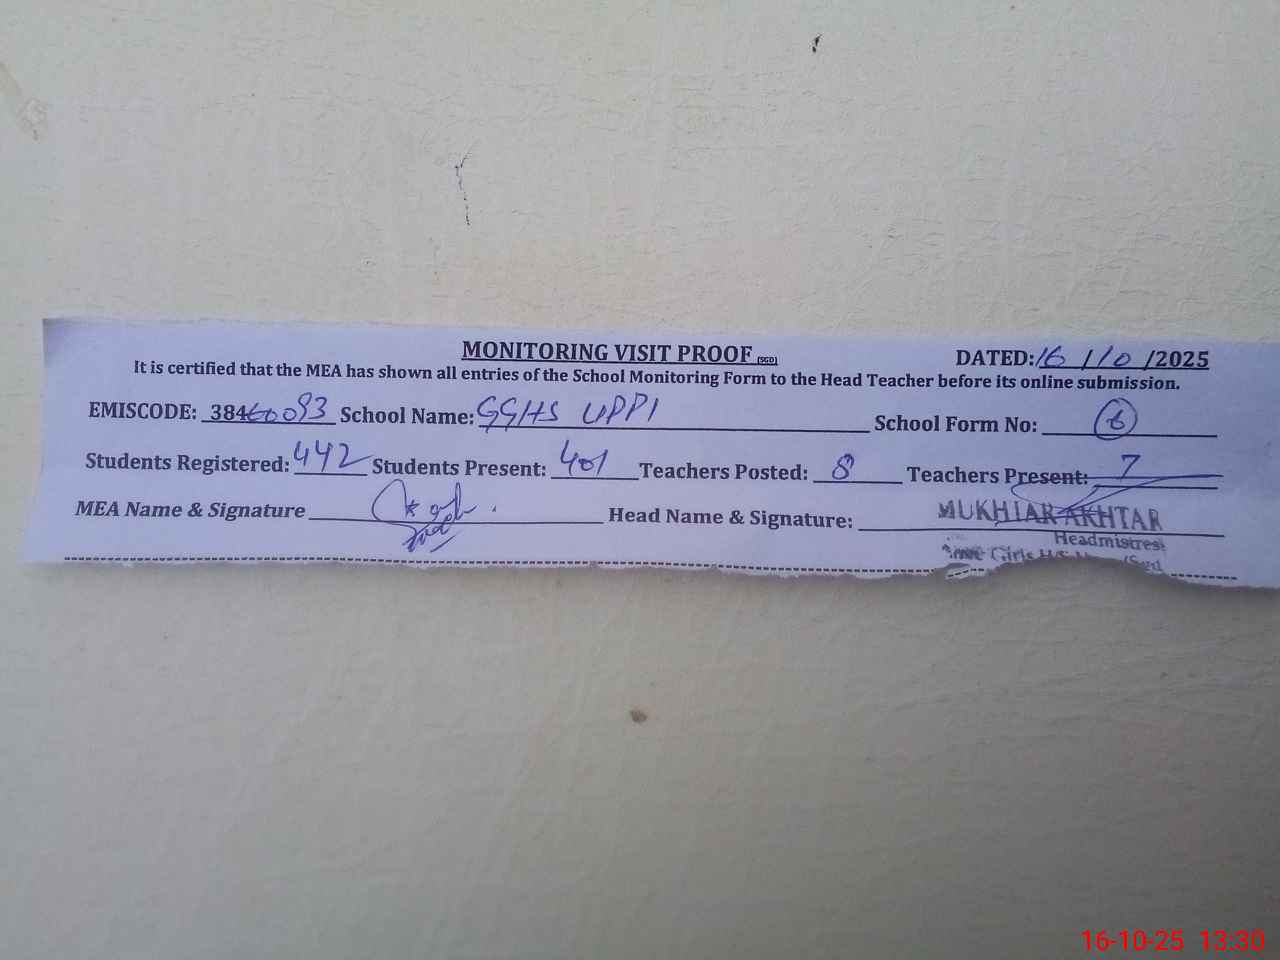 MONITORING VISIT PROOF (SGD) DATED: 16/10/2025
It is certified that the MEA has shown all entries of the School Monitoring Form to the Head Teacher before its online submission.
EMISCODE: 38460093 School Name: GGHS UPPI School Form No: 6
Students Registered: 442 Students Present: 401 Teachers Posted: 8 Teachers Present: 7
MEA Name & Signature Head Name & Signature: MUKHTAR AKHTAR
Headmistress
Girls
16-10-25 13:30